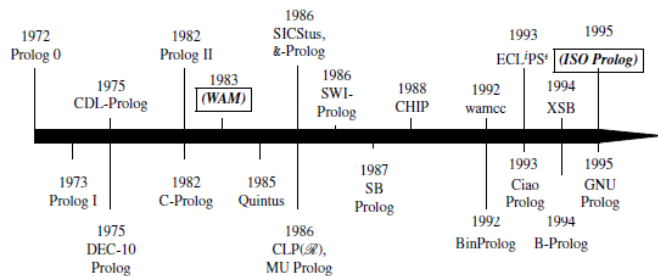 1972
Prolog 0
1975
CDL-Prolog
1982
Prolog II
1983
(WAM)
1986
SICStus,
&-Prolog
1986
SWI-
Prolog
1988
CHIP
1992
wamcc
1993
ECLiPSe
1994
XSB
1995
(ISO Prolog)
1973
Prolog I
1975
DEC-10
Prolog
1982
C-Prolog
1985
Quintus
1986
CLP(ℛ),
MU Prolog
1987
SB
Prolog
1992
BinProlog
1993
Ciao
Prolog
1994
B-Prolog
1995
GNU
Prolog